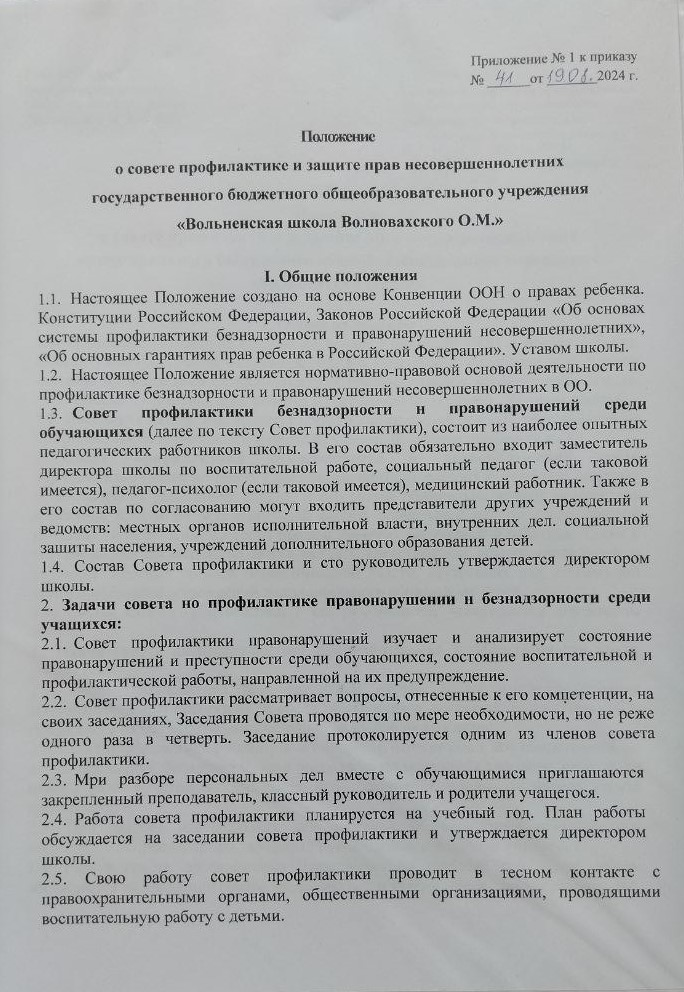 Приложение № 1 к приказу
№ 41 от 19.01.2024 г.
Положение
о совете профилактике и защите прав несовершеннолетних
государственного бюджетного общеобразовательного учреждения
«Вольненская школа Волновахского О.М.»
I. Общие положения
1.1. Настоящее Положение создано на основе Конвенции ООН о правах ребенка.
Конституции Российском Федерации, Законов Российской Федерации «Об основах
системы профилактики безнадзорности и правонарушений несовершеннолетних»,
«Об основных гарантиях прав ребенка в Российской Федерации». Уставом школы.
1.2. Настоящее Положение является нормативно-правовой основой деятельности по
профилактике безнадзорности и правонарушений несовершеннолетних в ОО.
1.3. Совет профилактики безнадзорности н правонарушений среди
обучающихся (далее по тексту Совет профилактики), состоит из наиболее опытных
педагогических работников школы. В его состав обязательно входит заместитель
директора школы по воспитательной работе, социальный педагог (если таковой
имеется), педагог-психолог (если таковой имеется), медицинский работник. Также в
его состав по согласованию могут входить представители других учреждений и
ведомств: местных органов исполнительной власти, внутренних дел. социальной
зашиты населения, учреждений дополнительного образования детей.
1.4. Состав Совета профилактики и сто руководитель утверждается директором
школы.
2. Задачи совета но профилактике правонарушении н безнадзорности среди
учащихся:
2.1. Совет профилактики правонарушений изучает и анализирует состояние
правонарушений и преступности среди обучающихся, состояние воспитательной и
профилактической работы, направленной на их предупреждение.
2.2. Совет профилактики рассматривает вопросы, отнесенные к его компетенции, на
своих заседаниях, Заседания Совета проводятся по мере необходимости, но не реже
одного раза в четверть. Заседание протоколируется одним из членов совета
профилактики.
2.3. Мри разборе персональных дел вместе с обучающимися приглашаются
закрепленный преподаватель, классный руководитель и родители учащегося.
2.4. Работа совета профилактики планируется на учебный год. План работы
обсуждается на заседании совета профилактики и утверждается директором
школы.
2.5. Свою работу совет профилактики проводит в тесном контакте с
правоохранительными органами, общественными организациями, проводящими
воспитательную работу с детьми.